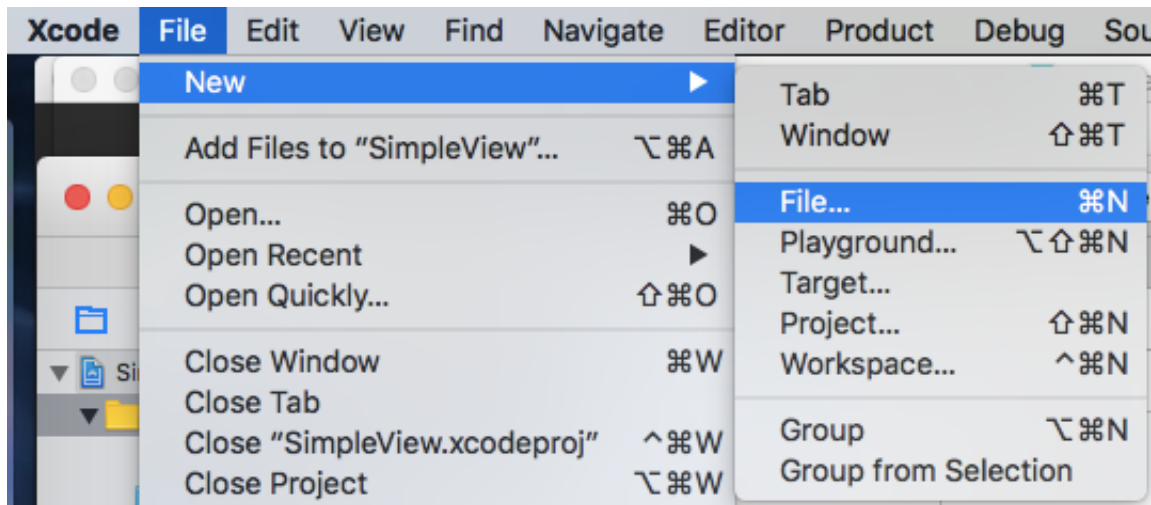 Xcode File Edit View Find Navigate Editor Product Debug
New ▶
Add Files to “SimpleView”... ⌥⌘A
Open... ⌘O
Open Recent ▶
Open Quickly... ⇧⌘O
Close Window ⌘W
Close Tab
Close “SimpleView.xcodeproj” ^⌘W
Close Project ⌥⌘W
Tab ⌘T
Window ⇧⌘T
File... ⌘N
Playground... ⌥⇧⌘N
Target...
Project... ⇧⌘N
Workspace... ^⌘N
Group ⌥⌘N
Group from Selection